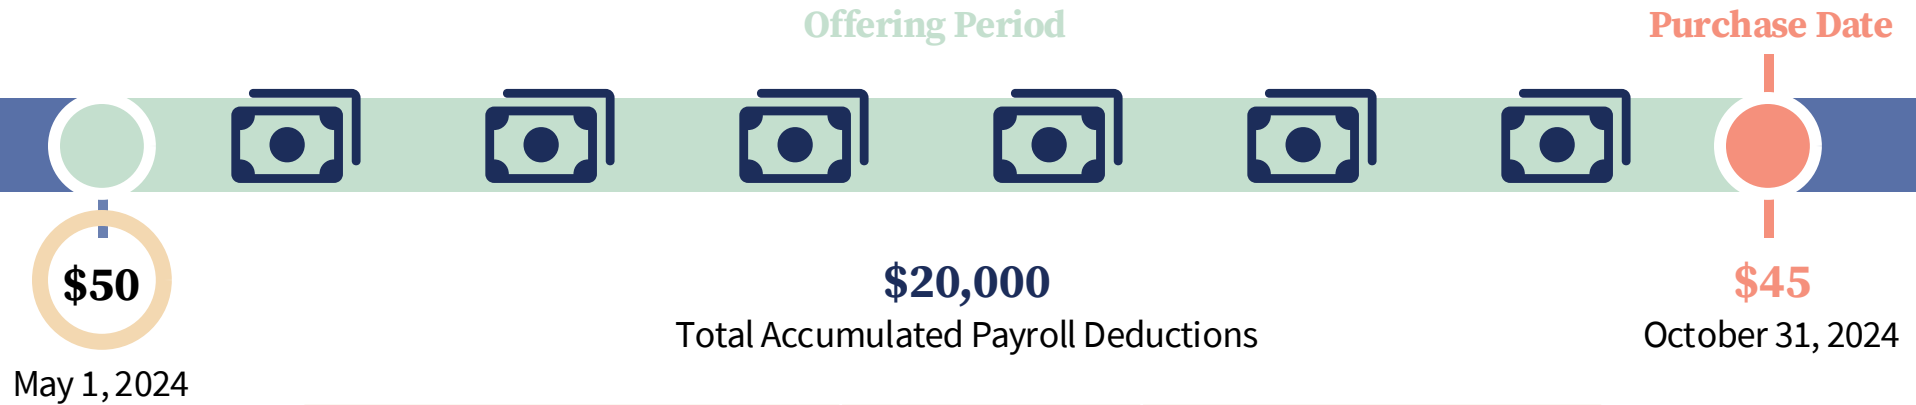 Offering Period
Purchase Date
$50
May 1, 2024
$20,000
Total Accumulated Payroll Deductions
$45
October 31, 2024